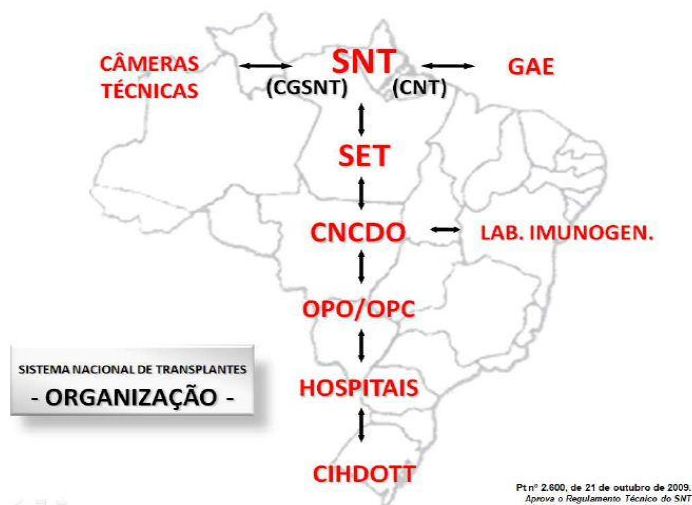 CÂMERAS
TÉCNICAS
SNT
(CGSNT) (CNT)
GAE
SET
CNCDO
LAB. IMUNOGEN.
OPO/OPC
SISTEMA NACIONAL DE TRANSPLANTES
- ORGANIZAÇÃO -
HOSPITAIS
CIHDOTT
Pt nº 2.600, de 21 de outubro de 2009.
Aprova o Regulamento Técnico do SNT